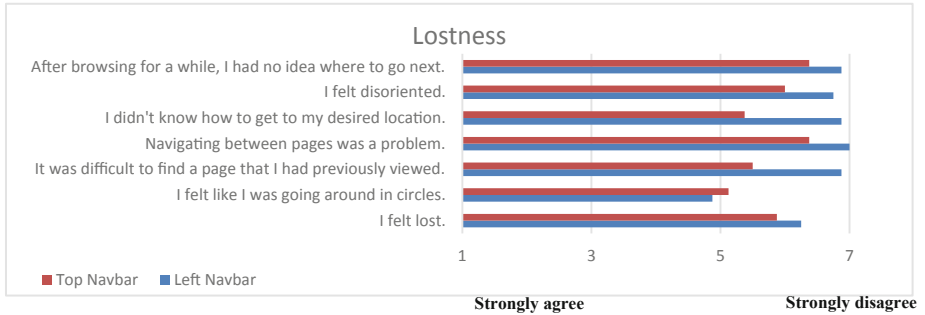 Lostness
After browsing for a while, I had no idea where to go next.
I felt disoriented.
I didn't know how to get to my desired location.
Navigating between pages was a problem.
It was difficult to find a page that I had previously viewed.
I felt like I was going around in circles.
I felt lost.
1 3 5 7
Top Navbar Left Navbar
Strongly agree Strongly disagree